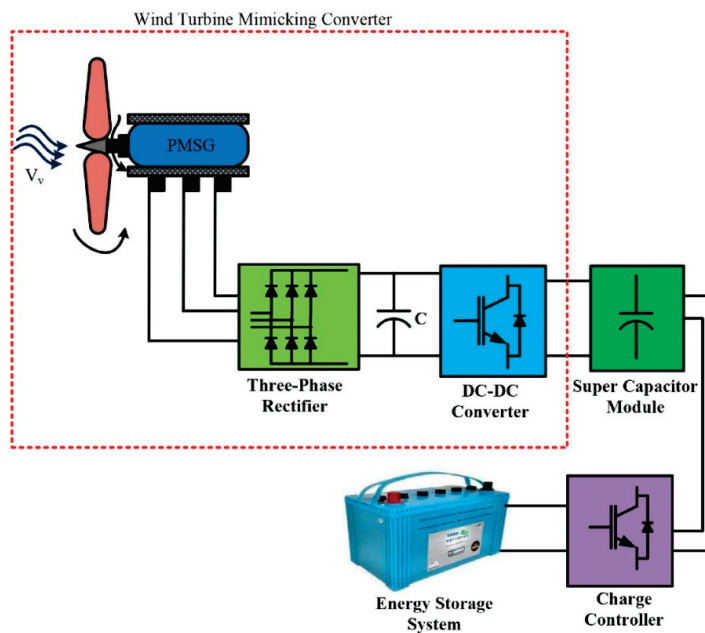 Wind Turbine Mimicking Converter
PMSG
Vv
C
Three-Phase
Rectifier
DC-DC
Converter
Super Capacitor
Module
Energy Storage
System
Charge
Controller